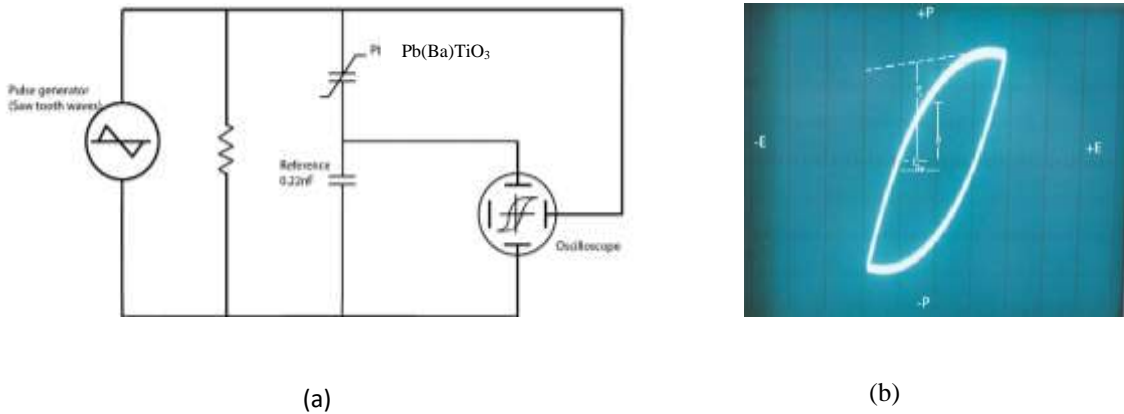 Pt
Pb(Ba)TiO₃
Pulse generator
(Saw tooth waves)
Reference
0.22nF
Oscilloscope
+P
-E
+E
-P
(a)
(b)